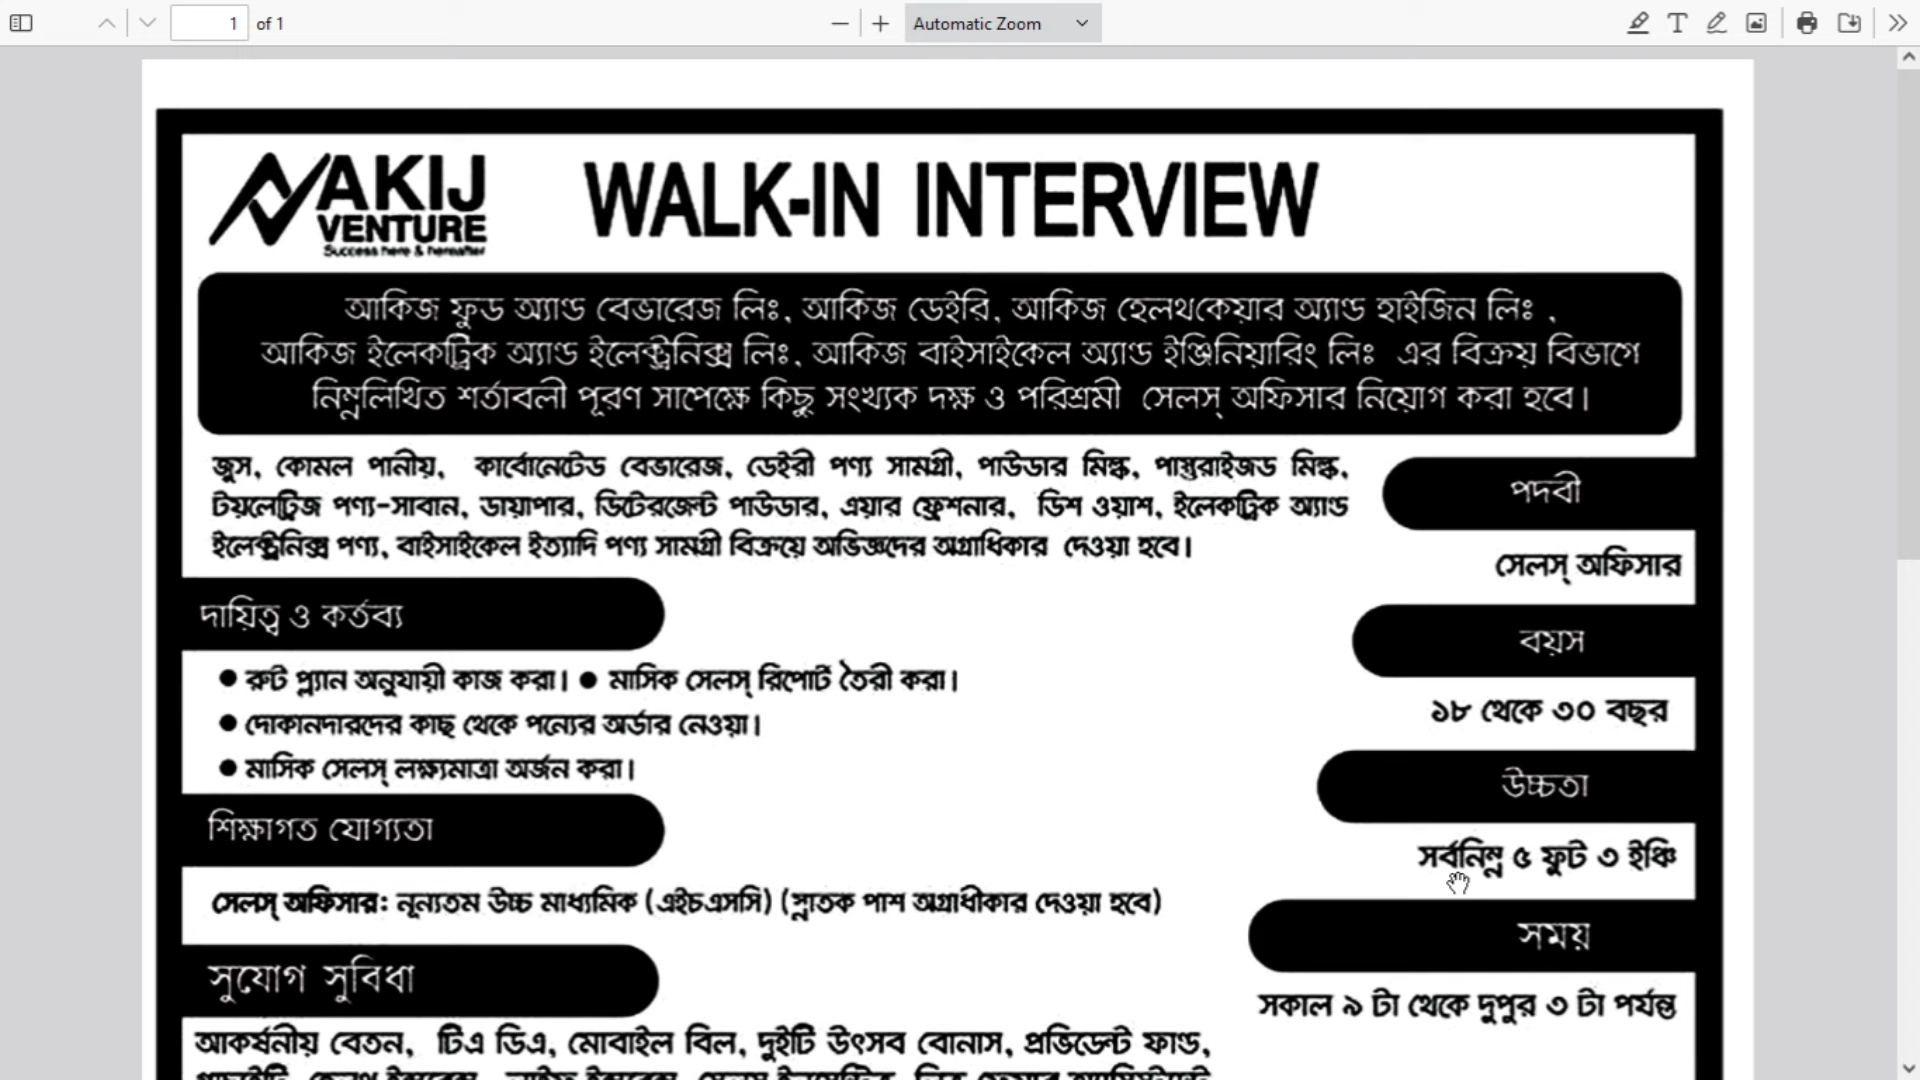 1 of 1
Automatic Zoom
AKIJ
VENTURE
Success here & hereafter
WALK-IN INTERVIEW
আকিজ ফুড অ্যান্ড বেভারেজ লিঃ, আকিজ ডেইরি, আকিজ হেলথকেয়ার অ্যান্ড হাইজিন লিঃ ,
আকিজ ইলেকট্রিক অ্যান্ড ইলেক্ট্রনিক্স লিঃ, আকিজ বাইসাইকেল অ্যান্ড ইঞ্জিনিয়ারিং লিঃ এর বিক্রয় বিভাগে
নিম্নলিখিত শর্তাবলী পূরণ সাপেক্ষে কিছু সংখ্যক দক্ষ ও পরিশ্রমী সেলস্ অফিসার নিয়োগ করা হবে।
জুস, কোমল পানীয়, কার্বোনেটেড বেভারেজ, ডেইরী পণ্য সামগ্রী, পাউডার মিল্ক, পাস্তুরাইজড মিল্ক,
টয়লেট্রিজ পণ্য-সাবান, ডায়াপার, ডিটেরজেন্ট পাউডার, এয়ার ফ্রেশনার, ডিশ ওয়াশ, ইলেকট্রিক অ্যান্ড
ইলেক্ট্রনিক্স পণ্য, বাইসাইকেল ইত্যাদি পণ্য সামগ্রী বিক্রয়ে অভিজ্ঞদের অগ্রাধিকার দেওয়া হবে।
পদবী
সেলস্ অফিসার
দায়িত্ব ও কর্তব্য
বয়স
● রুট প্ল্যান অনুযায়ী কাজ করা। ● মাসিক সেলস্ রিপোর্ট তৈরী করা।
১৮ থেকে ৩০ বছর
● দোকানদারদের কাছ থেকে পন্যের অর্ডার নেওয়া।
● মাসিক সেলস্ লক্ষ্যমাত্রা অর্জন করা।
উচ্চতা
শিক্ষাগত যোগ্যতা
সর্বনিম্ন ৫ ফুট ৩ ইঞ্চি
সেলস্ অফিসার: নূন্যতম উচ্চ মাধ্যমিক (এইচএসসি) (স্নাতক পাশ অগ্রাধীকার দেওয়া হবে)
সময়
সুযোগ সুবিধা
সকাল ৯ টা থেকে দুপুর ৩ টা পর্যন্ত
আকর্ষনীয় বেতন, টিএ ডিএ, মোবাইল বিল, দুইটি উৎসব বোনাস, প্রভিডেন্ট ফান্ড,